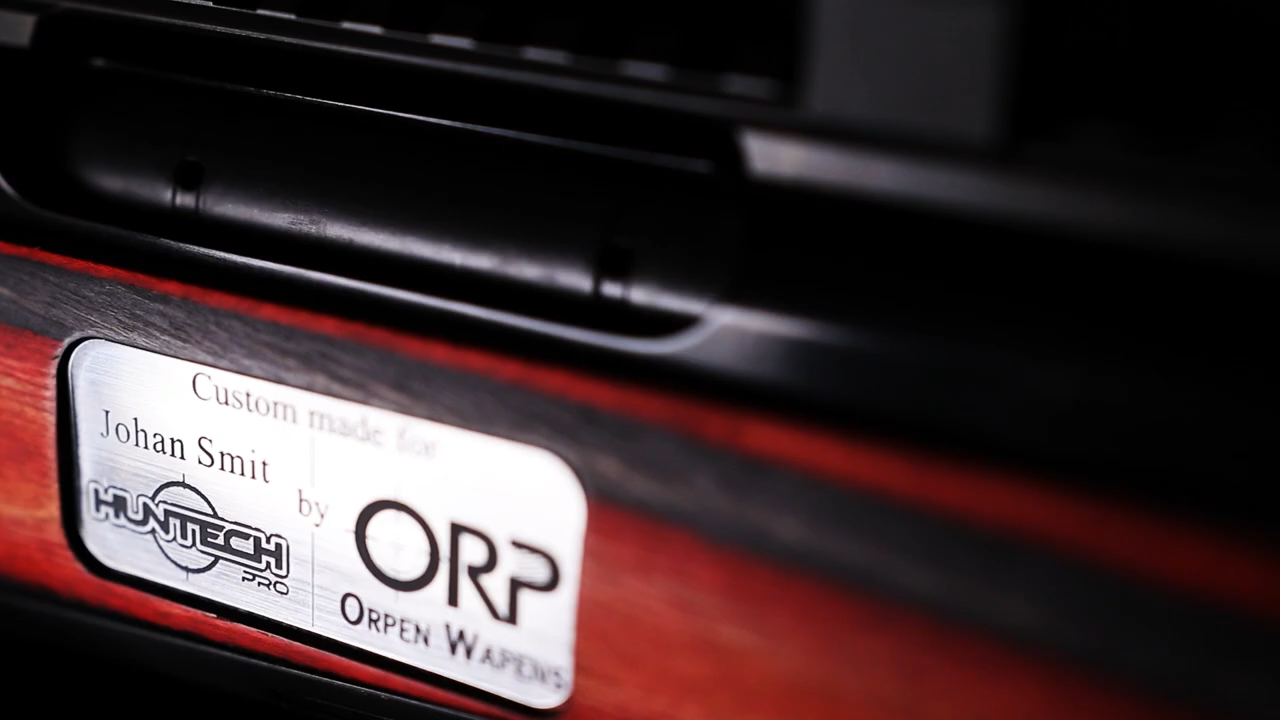 Custom made for
Johan Smit
by
HUNTECH
PRO
ORP
ORPEN WAPENS